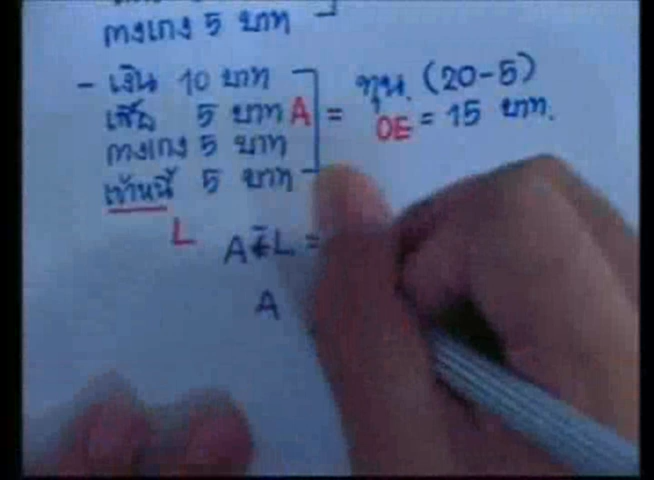 กางเกง 5 บาท
- เงิน 10 บาท
เสื้อ 5 บาท A = ทุน (20-5)
กางเกง 5 บาท OE = 15 บาท.
เจ้าหนี้ 5 บาท
L
A - L =
A